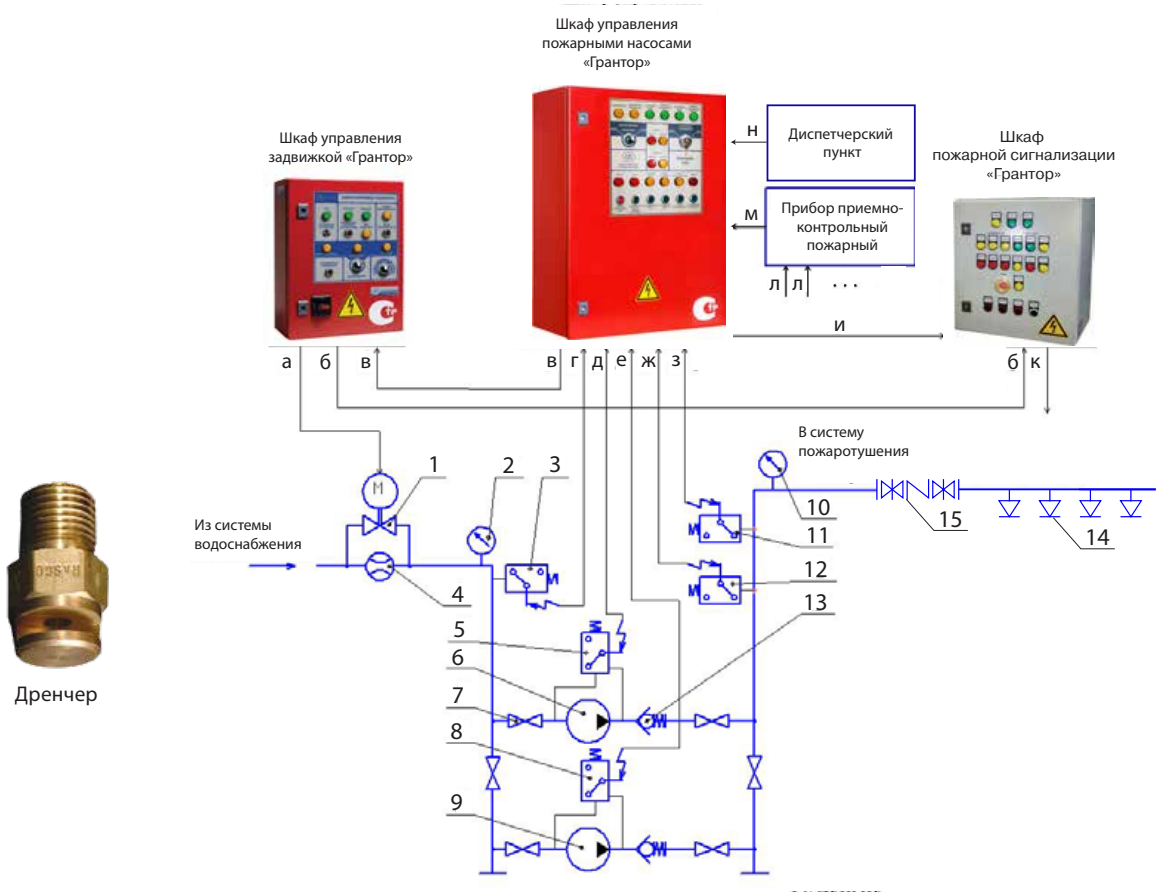 Шкаф управления
пожарными насосами
«Грантор»
Шкаф управления
задвижкой «Грантор»
н
Диспетчерский
пункт
Шкаф
пожарной сигнализации
«Грантор»
м
Прибор приемно-
контрольный
пожарный
л л . . .
и
а б в
в г д е ж з
б к
В систему
пожаротушения
1 2 3
М
10
15
14
11
Из системы
водоснабжения
4
12
13
5
6
7
8
9
RASCO
Дренчер